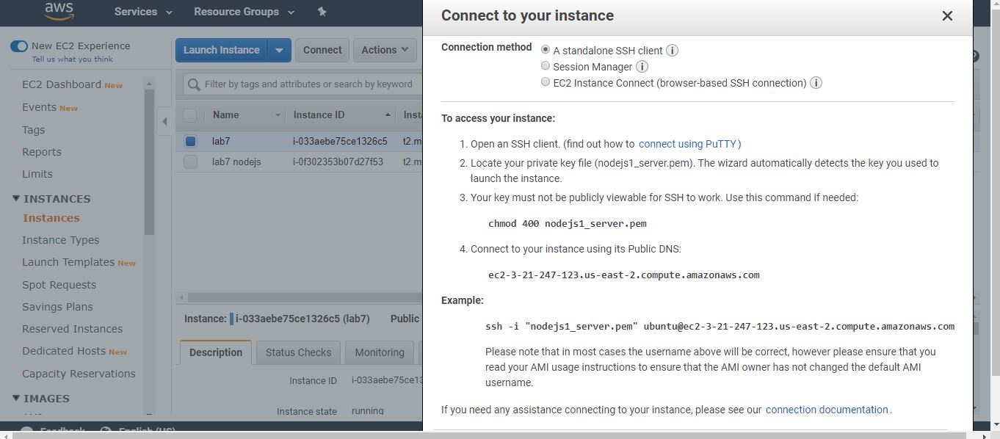 aws
Services
Resource Groups
New EC2 Experience
Tell us what you think
EC2 Dashboard New
Events New
Tags
Reports
Limits
INSTANCES
Instances
Instance Types
Launch Templates New
Spot Requests
Savings Plans
Reserved Instances
Dedicated Hosts New
Capacity Reservations
IMAGES
Feedback
English (US)
Launch Instance
Connect
Actions
Filter by tags and attributes or search by keyword
Name Instance ID
lab7 i-033aebe75ce1326c5 t2.m
lab7 nodejs i-0f302353b07d27f53 t2.m
Instance: i-033aebe75ce1326c5 (lab7) Public
Description Status Checks Monitoring
Instance ID i-033aebe75ce13
Instance state running
Connect to your instance
Connection method
A standalone SSH client
Session Manager
EC2 Instance Connect (browser-based SSH connection)
To access your instance:
1. Open an SSH client. (find out how to connect using PuTTY)
2. Locate your private key file (nodejs1_server.pem). The wizard automatically detects the key you used to
launch the instance.
3. Your key must not be publicly viewable for SSH to work. Use this command if needed:
chmod 400 nodejs1_server.pem
4. Connect to your instance using its Public DNS:
ec2-3-21-247-123.us-east-2.compute.amazonaws.com
Example:
ssh -i "nodejs1_server.pem" ubuntu@ec2-3-21-247-123.us-east-2.compute.amazonaws.com
Please note that in most cases the username above will be correct, however please ensure that you
read your AMI usage instructions to ensure that the AMI owner has not changed the default AMI
username.
If you need any assistance connecting to your instance, please see our connection documentation.